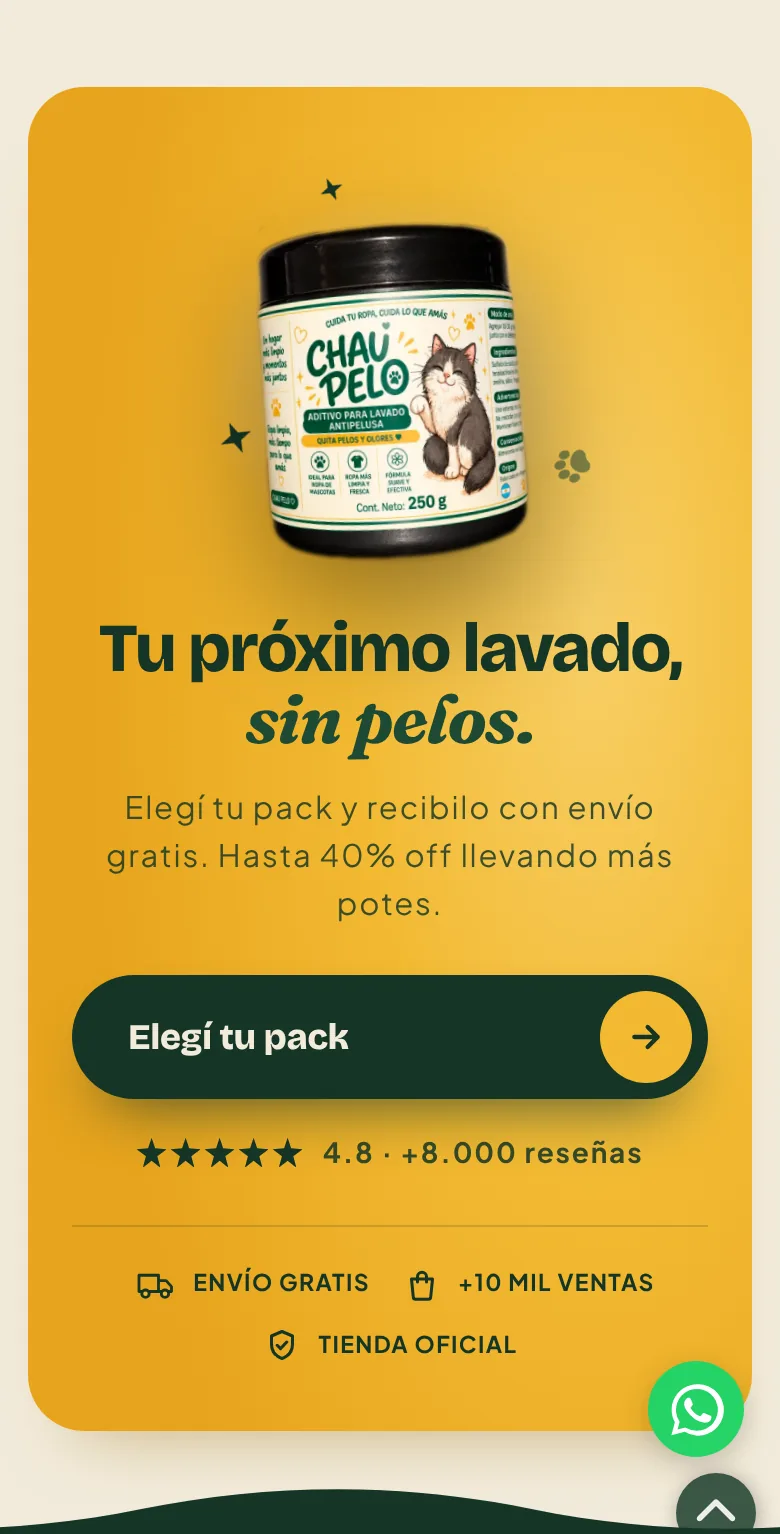 CUIDA TU ROPA, CUIDA LO QUE AMÁS
CHAU
PELO
ADITIVO PARA LAVADO
ANTIPELUSA
QUITA PELOS Y OLORES
IDEAL PARA
ROPA DE
MASCOTAS
ROPA MÁS
LIMPIA Y
FRESCA
FÓRMULA
SUAVE Y
EFECTIVA
Cont. Neto: 250 g
Tu próximo lavado,
sin pelos.
Elegí tu pack y recibilo con envío
gratis. Hasta 40% off llevando más
potes.
Elegí tu pack
4.8 · +8.000 reseñas
ENVÍO GRATIS
+10 MIL VENTAS
TIENDA OFICIAL